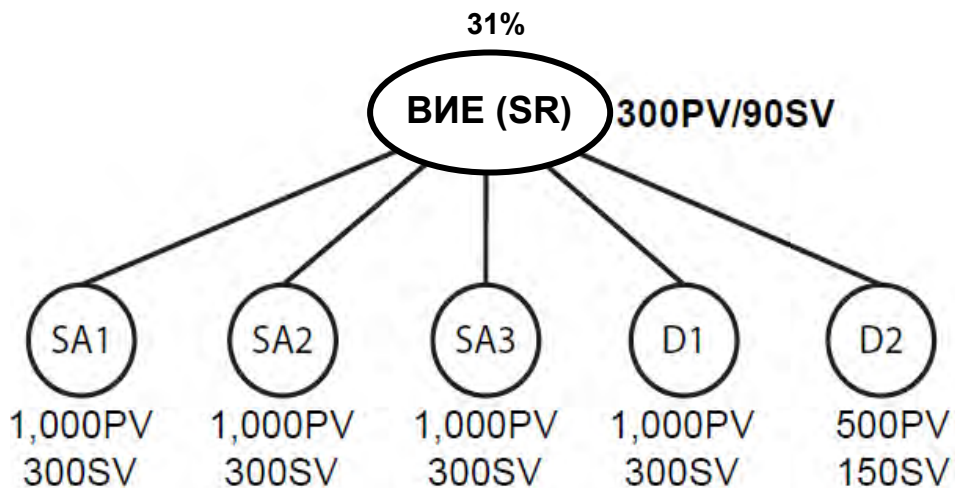 31%
ВИЕ (SR)
300PV/90SV
SA1
SA2
SA3
D1
D2
1,000PV
1,000PV
1,000PV
1,000PV
500PV
300SV
300SV
300SV
300SV
150SV